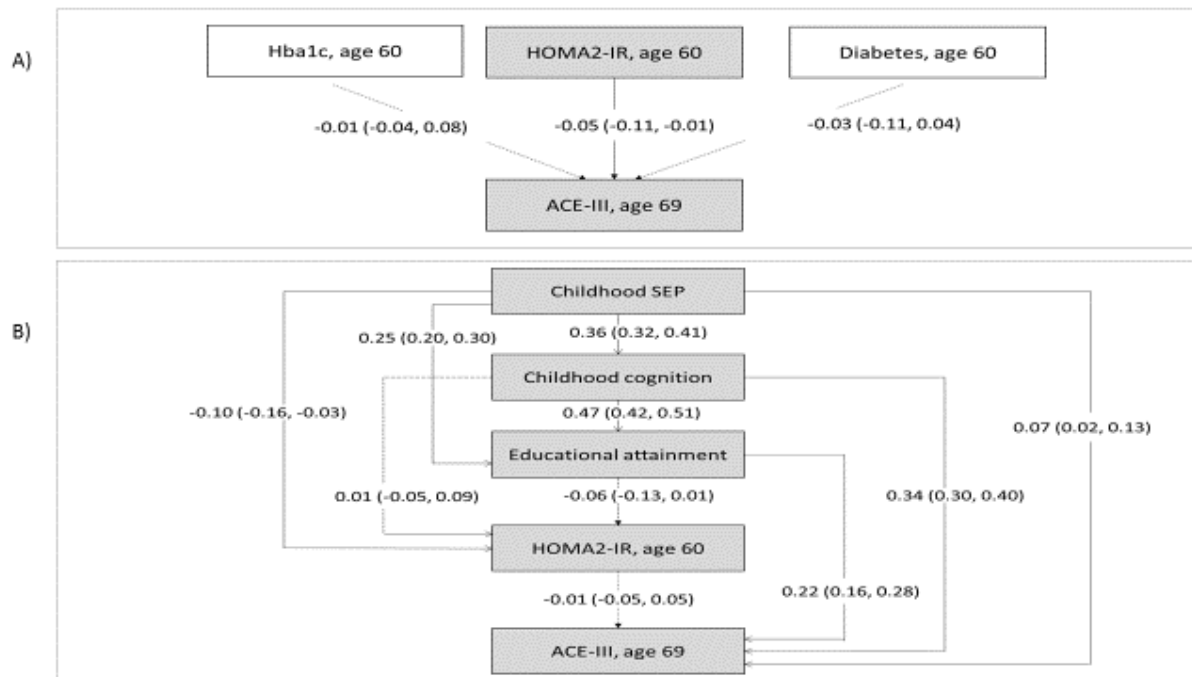 A)
Hba1c, age 60
HOMA2-IR, age 60
Diabetes, age 60
-0.01 (-0.04, 0.08)
-0.05 (-0.11, -0.01)
-0.03 (-0.11, 0.04)
ACE-III, age 69
B)
Childhood SEP
0.25 (0.20, 0.30)
0.36 (0.32, 0.41)
Childhood cognition
-0.10 (-0.16, -0.03)
0.47 (0.42, 0.51)
0.07 (0.02, 0.13)
Educational attainment
0.01 (-0.05, 0.09)
-0.06 (-0.13, 0.01)
0.34 (0.30, 0.40)
HOMA2-IR, age 60
-0.01 (-0.05, 0.05)
0.22 (0.16, 0.28)
ACE-III, age 69